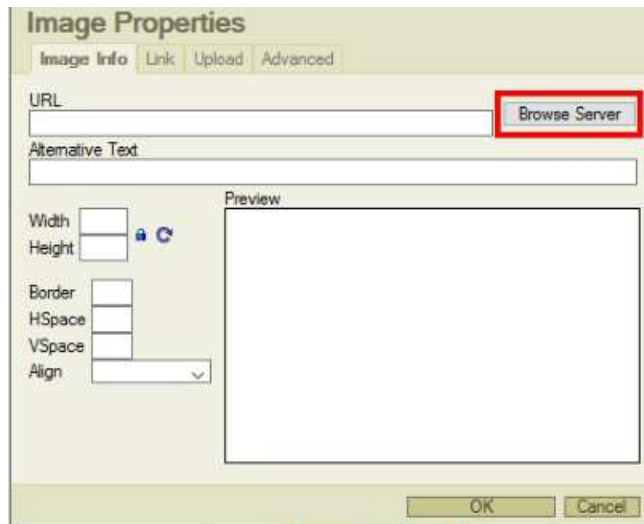 Image Properties
Image Info Link Upload Advanced
URL
Browse Server
Alternative Text
Preview
Width
Height
Border
HSpace
VSpace
Align
OK Cancel